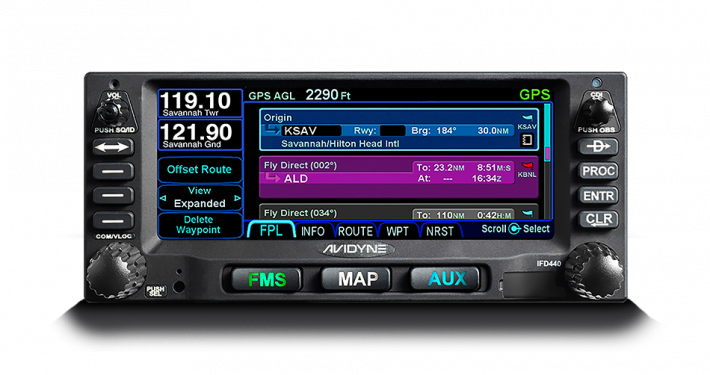 VOL
PUSH SQ/ID
COM/VLOC
PUSH
SEL
119.10
Savannah Twr
121.90
Savannah Gnd
Offset Route
View
Expanded
Delete
Waypoint
GPS AGL 2290 Ft GPS
Origin
KSAV Rwy: Brg: 184° 30.0NM
Savannah/Hilton Head Intl
KSAV
Fly Direct (002°) To: 23.2NM 8:51M:S
ALD At: --- 16:34Z
KBNL
Fly Direct (034°) To: 110NM 0:42H:M
FPL INFO ROUTE WPT NRST Scroll Select
AVIDYNE
FMS MAP AUX
IFD440
CDI
PUSH OBS
D
PROC
ENTR
CLR